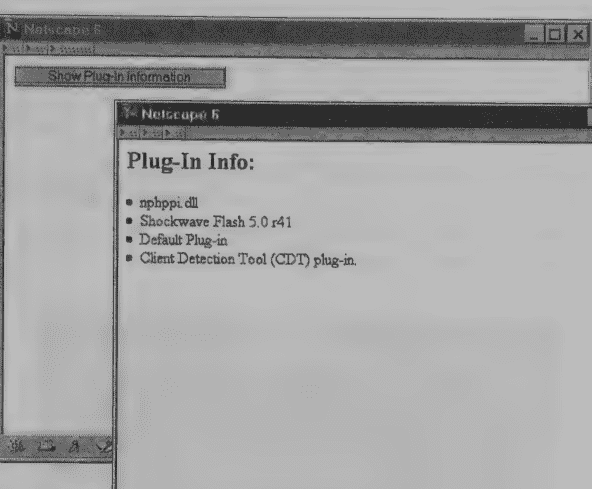 Netscape 6
Show Plug-In Information
Netscape 6
Plug-In Info:
nphppi.dll
Shockwave Flash 5.0 r41
Default Plug-in
Client Detection Tool (CDT) plug-in.